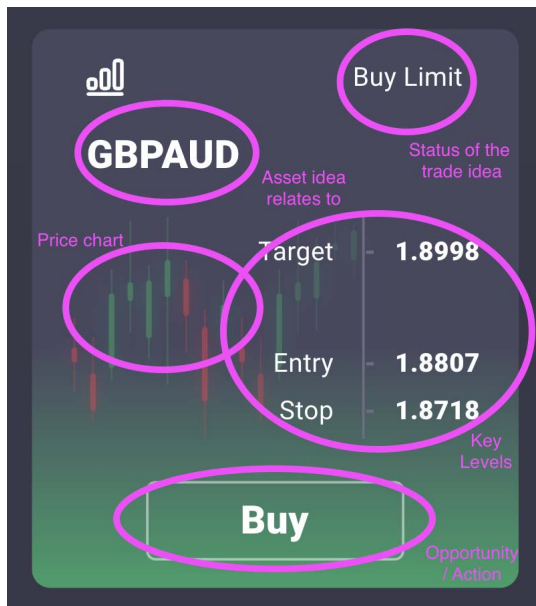 Buy Limit
GBPAUD
Status of the
trade idea
Asset idea
relates to
Price chart
Target - 1.8998
Entry - 1.8807
Stop - 1.8718
Key
Levels
Buy
Opportunity
/ Action